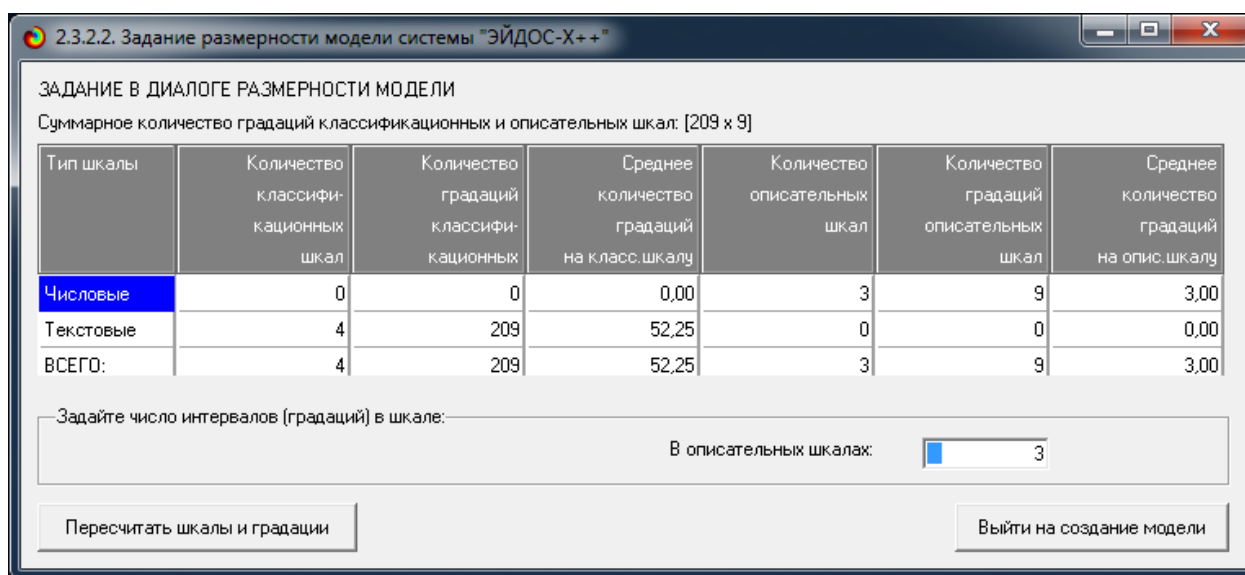 2.3.2.2. Задание размерности модели системы "ЭЙДОС-X++"
ЗАДАНИЕ В ДИАЛОГЕ РАЗМЕРНОСТИ МОДЕЛИ
Суммарное количество градаций классификационных и описательных шкал: [209 x 9]
Тип шкалы Количество Количество Среднее Количество Количество Среднее
классифи- градаций количество описательных градаций количество
кационных классифи- градаций шкал описательных градаций
шкал кационных на класс.шкалу шкал на опис.шкалу
Числовые 0 0 0,00 3 9 3,00
Текстовые 4 209 52,25 0 0 0,00
ВСЕГО: 4 209 52,25 3 9 3,00
Задайте число интервалов (градаций) в шкале:
В описательных шкалах: 3
Пересчитать шкалы и градации Выйти на создание модели